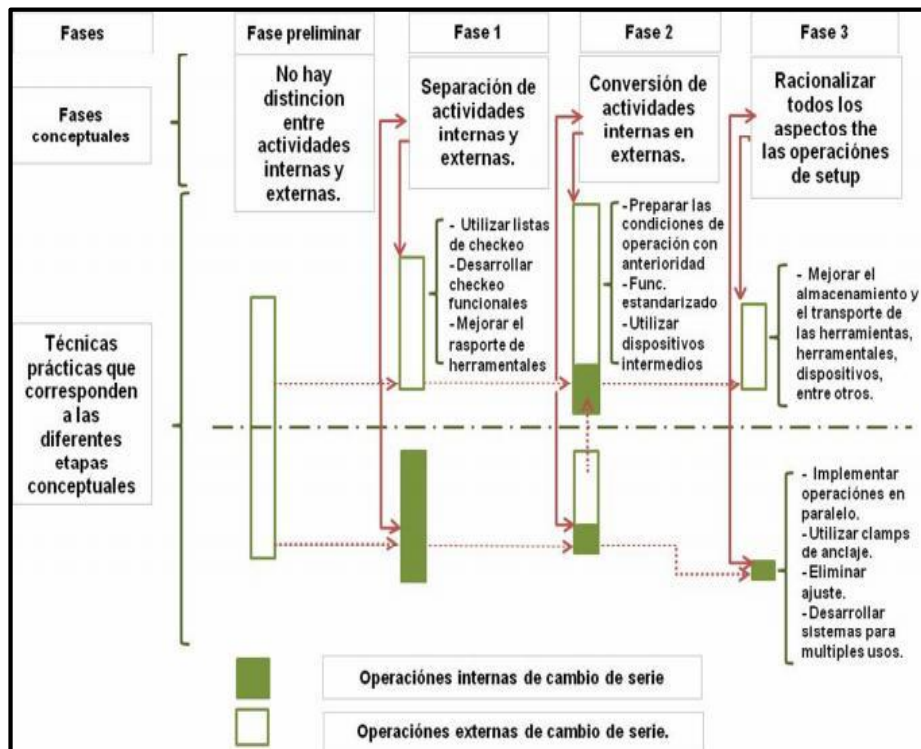 Fases
Fase preliminar
Fase 1
Fase 2
Fase 3
Fases
conceptuales
No hay
distincion
entre
actividades
internas y
externas.
Separación de
actividades
internas y
externas.
Conversión de
actividades
internas en
externas.
Racionalizar
todos los
aspectos the
las operaciónes
de setup
Técnicas
prácticas que
corresponden
a las
diferentes
etapas
conceptuales
- Utilizar listas
de checkeo
-Desarrollar
checkeo
funcionales
- Mejorar el
rasporte de
herramentales
-Preparar las
condiciones de
operación con
anterioridad
-Func.
estandarizado
-Utilizar
dispositivos
intermedios
- Mejorar el
almacenamiento y
el transporte de
las herramientas,
herramentales,
dispositivos,
entre otros.
- Implementar
operaciónes en
paralelo.
- Utilizar clamps
de anclaje.
-Eliminar
ajuste.
-Desarrollar
sistemas para
multiples usos.
Operaciónes internas de cambio de serie
Operaciónes externas de cambio de serie.